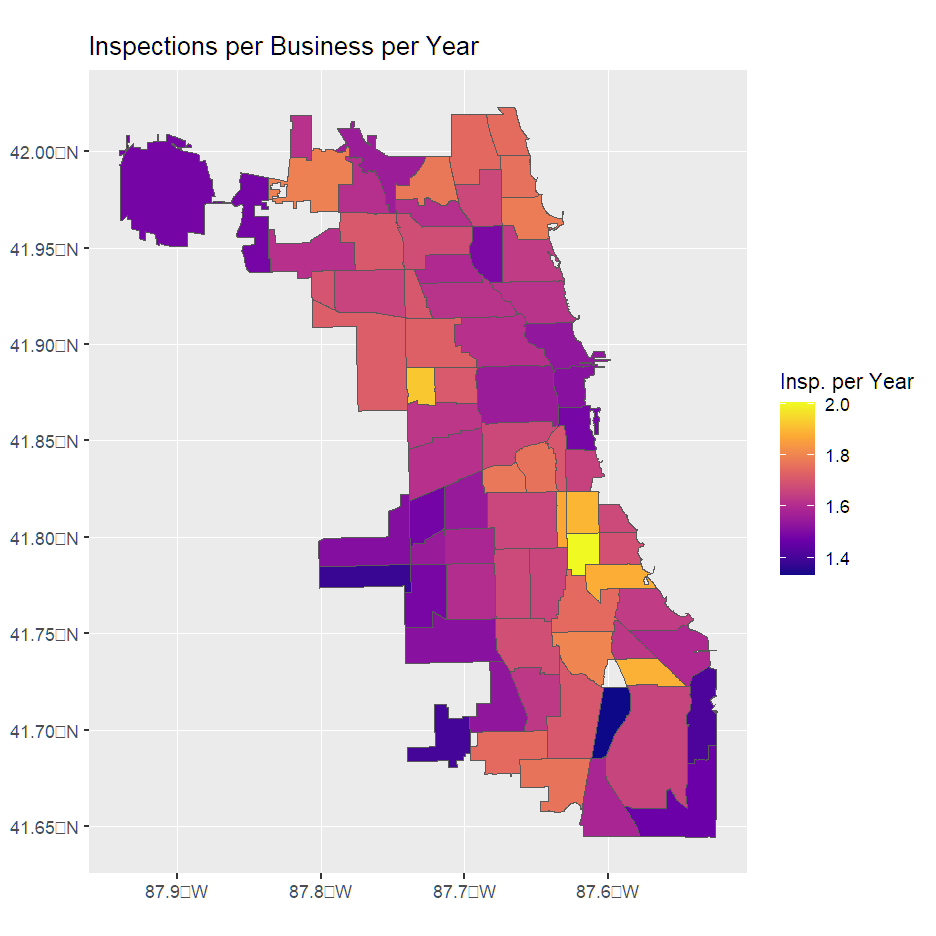 Inspections per Business per Year
42.00□N
41.95□N
41.90□N
41.85□N
41.80□N
41.75□N
41.70□N
41.65□N
87.9□W
87.8□W
87.7□W
87.6□W
Insp. per Year
2.0
1.8
1.6
1.4